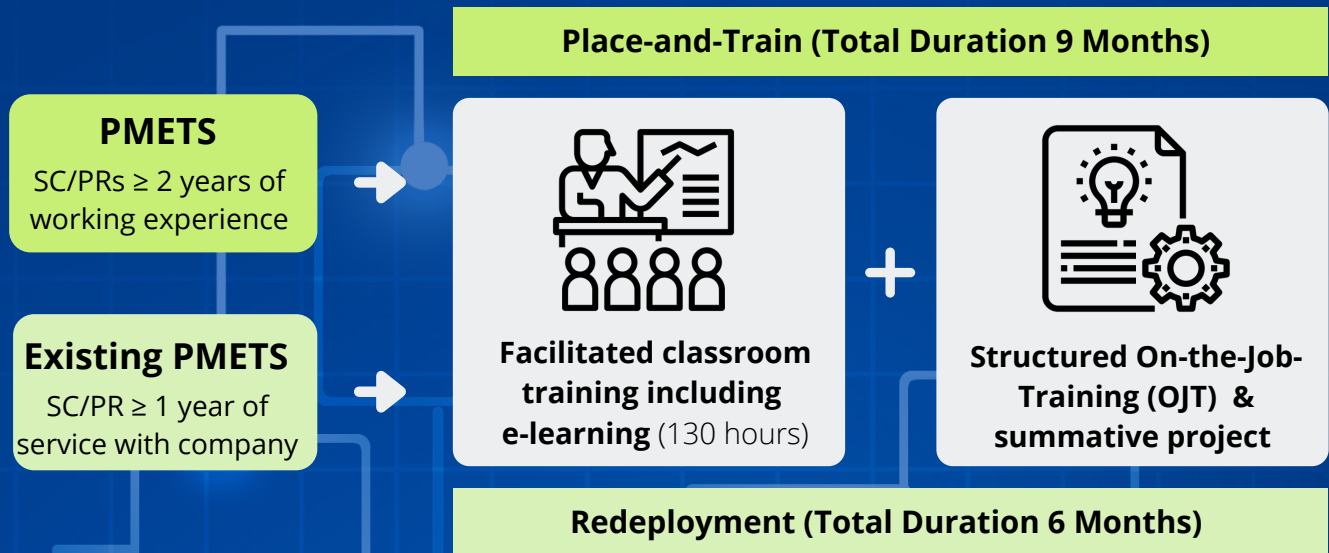 Place-and-Train (Total Duration 9 Months)
PMETS
SC/PRs ≥ 2 years of
working experience
Existing PMETS
SC/PR ≥ 1 year of
service with company
Facilitated classroom
training including
e-learning (130 hours)
Structured On-the-Job-
Training (OJT) &
summative project
Redeployment (Total Duration 6 Months)